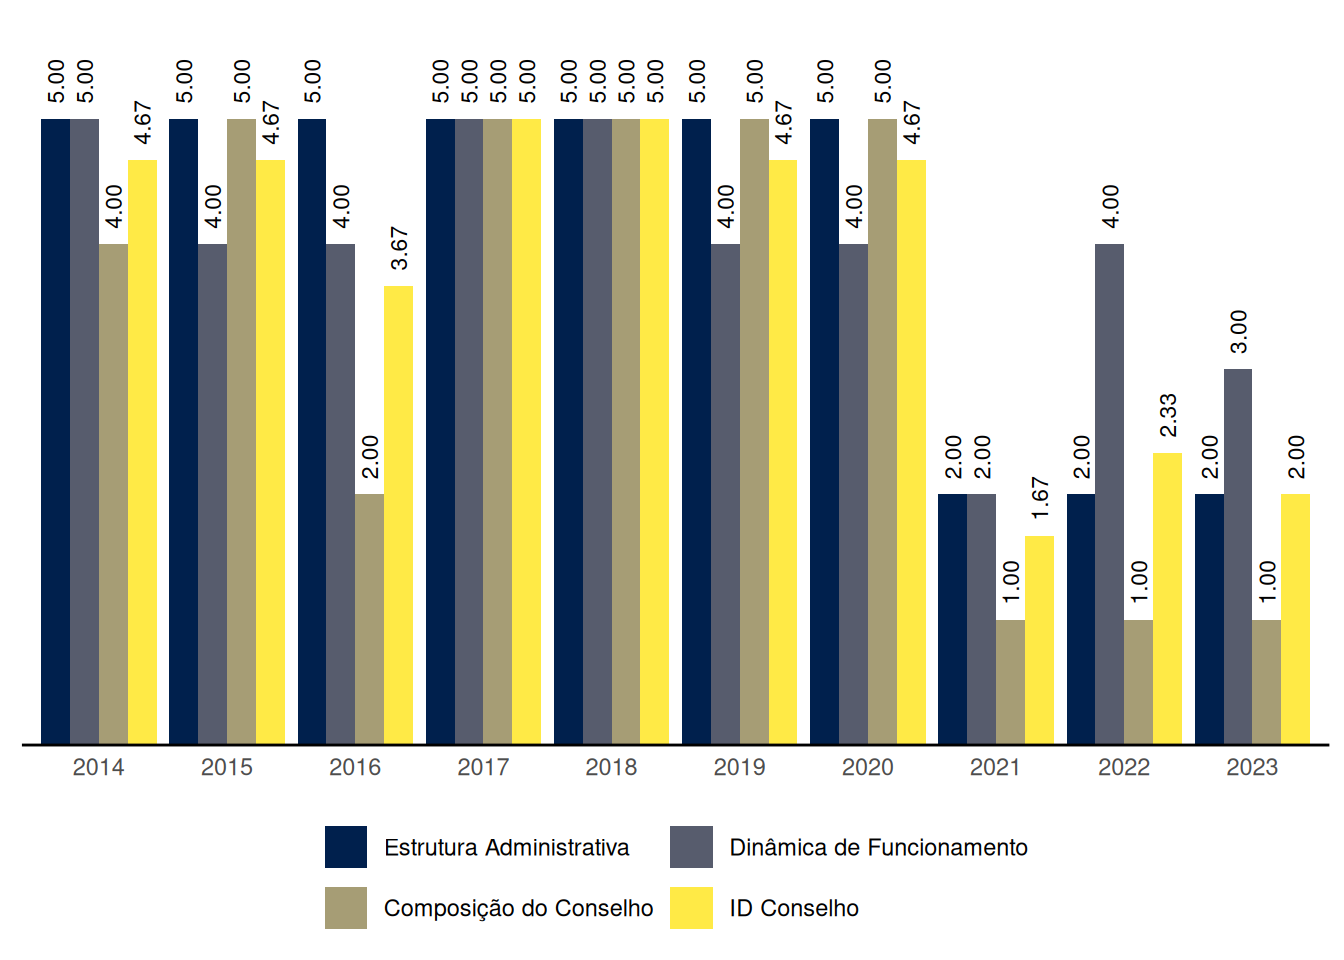 5.00 5.00 4.00 4.67 5.00 4.00 5.00 4.67 5.00 4.00 2.00 3.67 5.00 5.00 5.00 5.00 5.00 5.00 5.00 5.00 5.00 4.00 5.00 4.67 5.00 4.00 5.00 4.67 2.00 2.00 1.00 1.67 2.00 4.00 1.00 2.33 2.00 3.00 1.00 2.00
2014 2015 2016 2017 2018 2019 2020 2021 2022 2023
Estrutura Administrativa Dinâmica de Funcionamento
Composição do Conselho ID Conselho